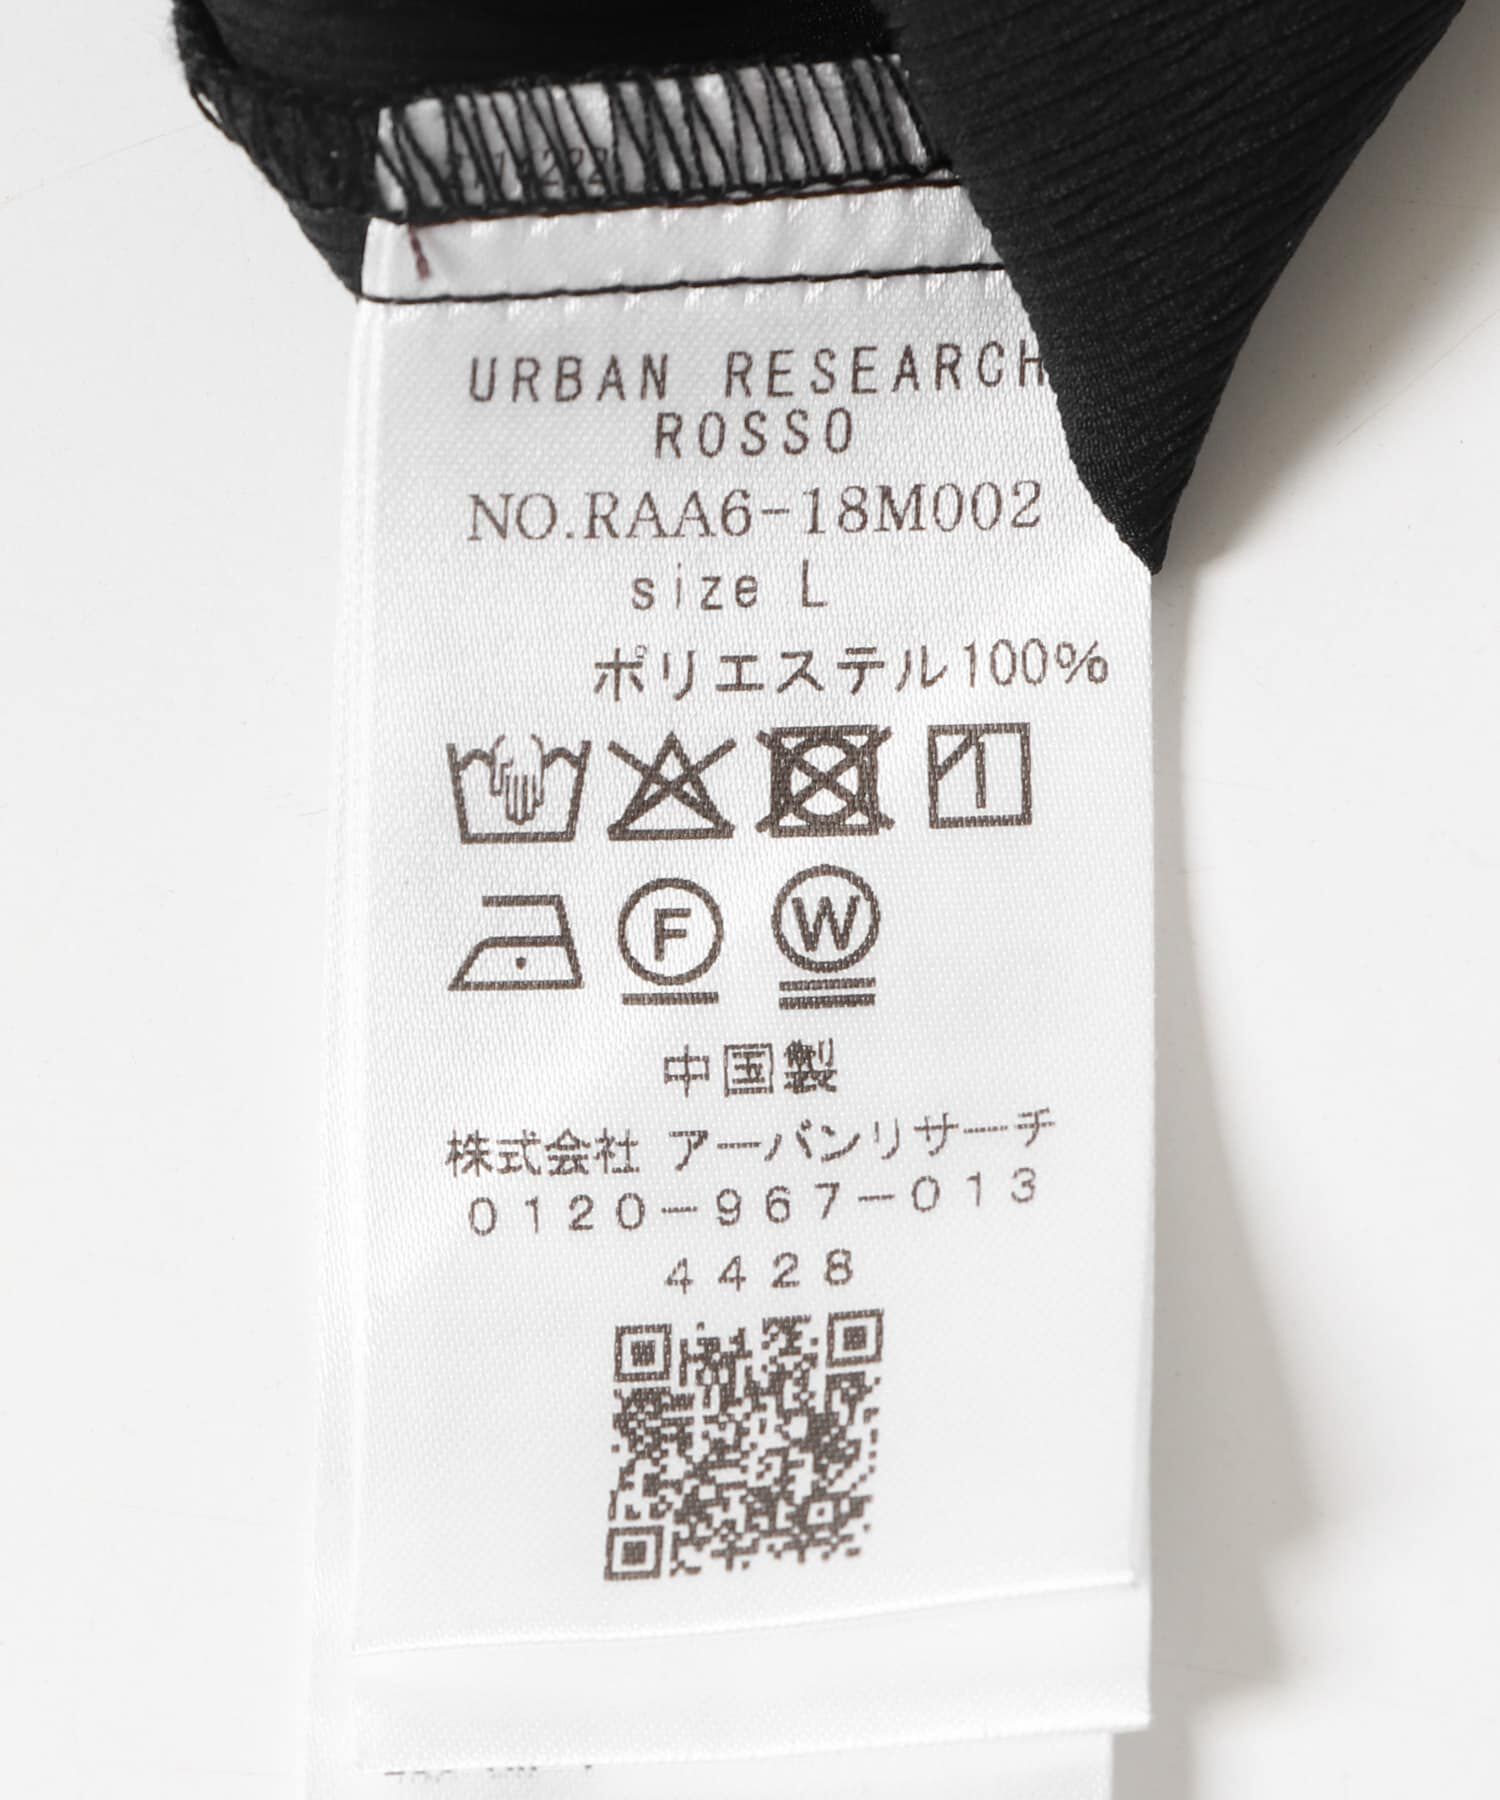 URBAN RESEARCH
ROSSO
NO.RAA6-18M002
size L
ポリエステル100%
F W
中国製
株式会社 アーバンリサーチ
0120-967-013
4428